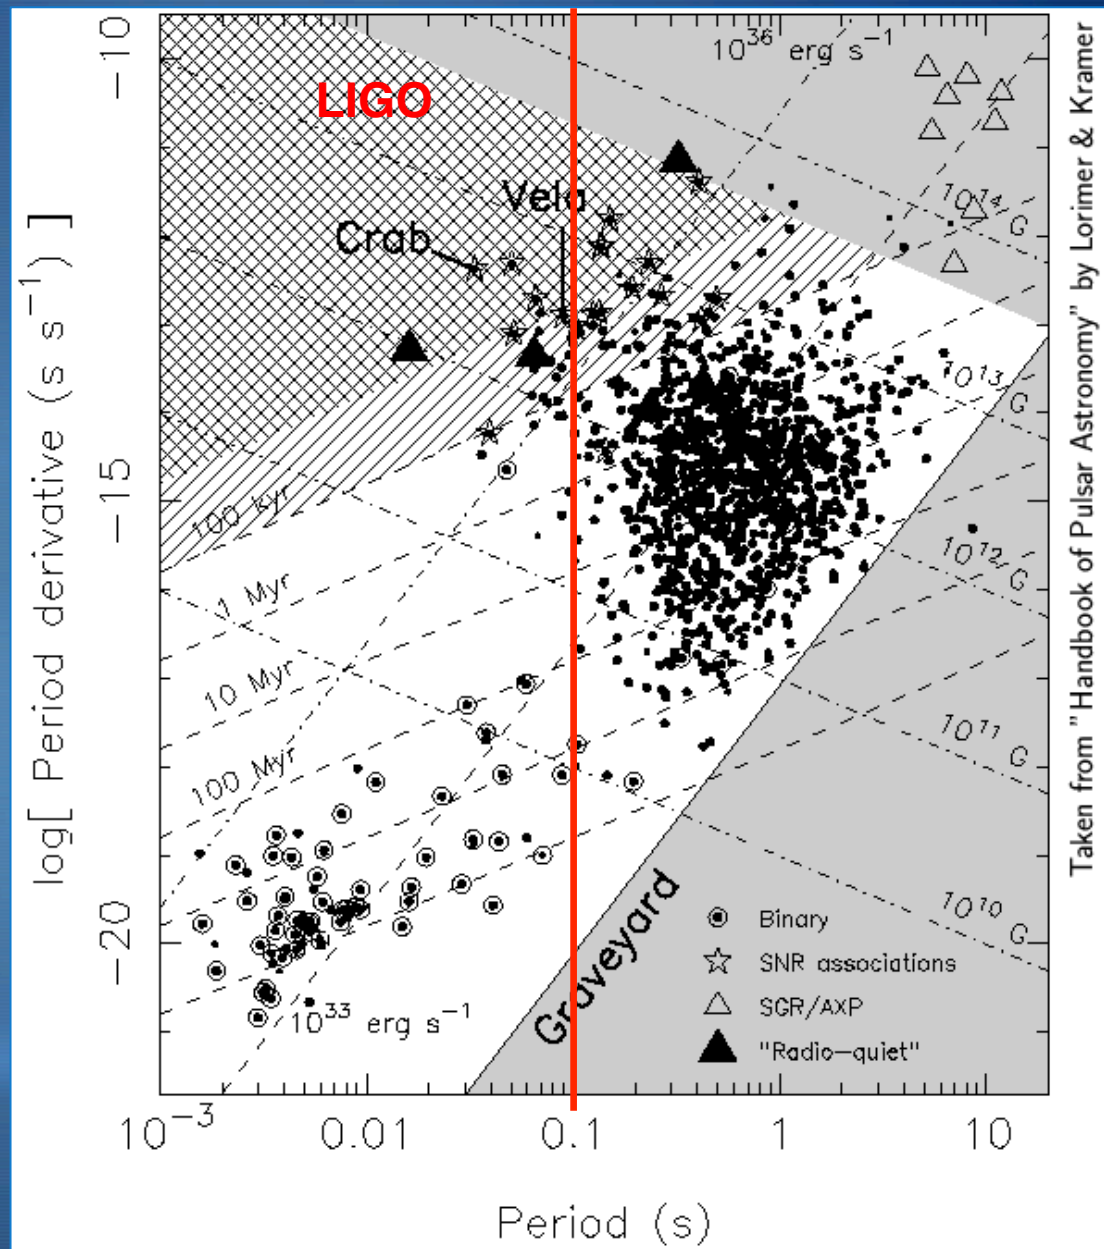 −10
10^36 erg s^−1
LIGO
Vela
Crab
10^14 G
log[ Period derivative (s s^−1) ]
10^13 G
−15
100 kyr
10^12 G
1 Myr
10 Myr
10^11 G
100 Myr
10^10 G
−20
Graveyard
10^33 erg s^−1
Binary
SNR associations
SGR/AXP
"Radio−quiet"
10^−3
0.01
0.1
1
10
Period (s)
Taken from "Handbook of Pulsar Astronomy" by Lorimer & Kramer